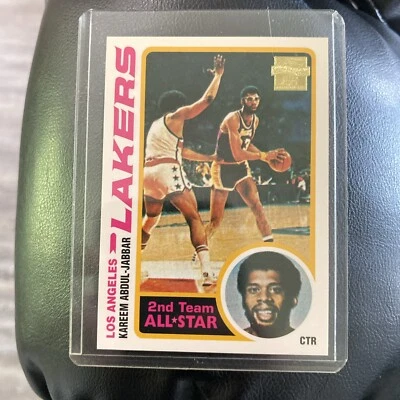 LOS ANGELES
LAKERS
KAREEM ABDUL-JABBAR
2nd Team
ALL★STAR
CTR